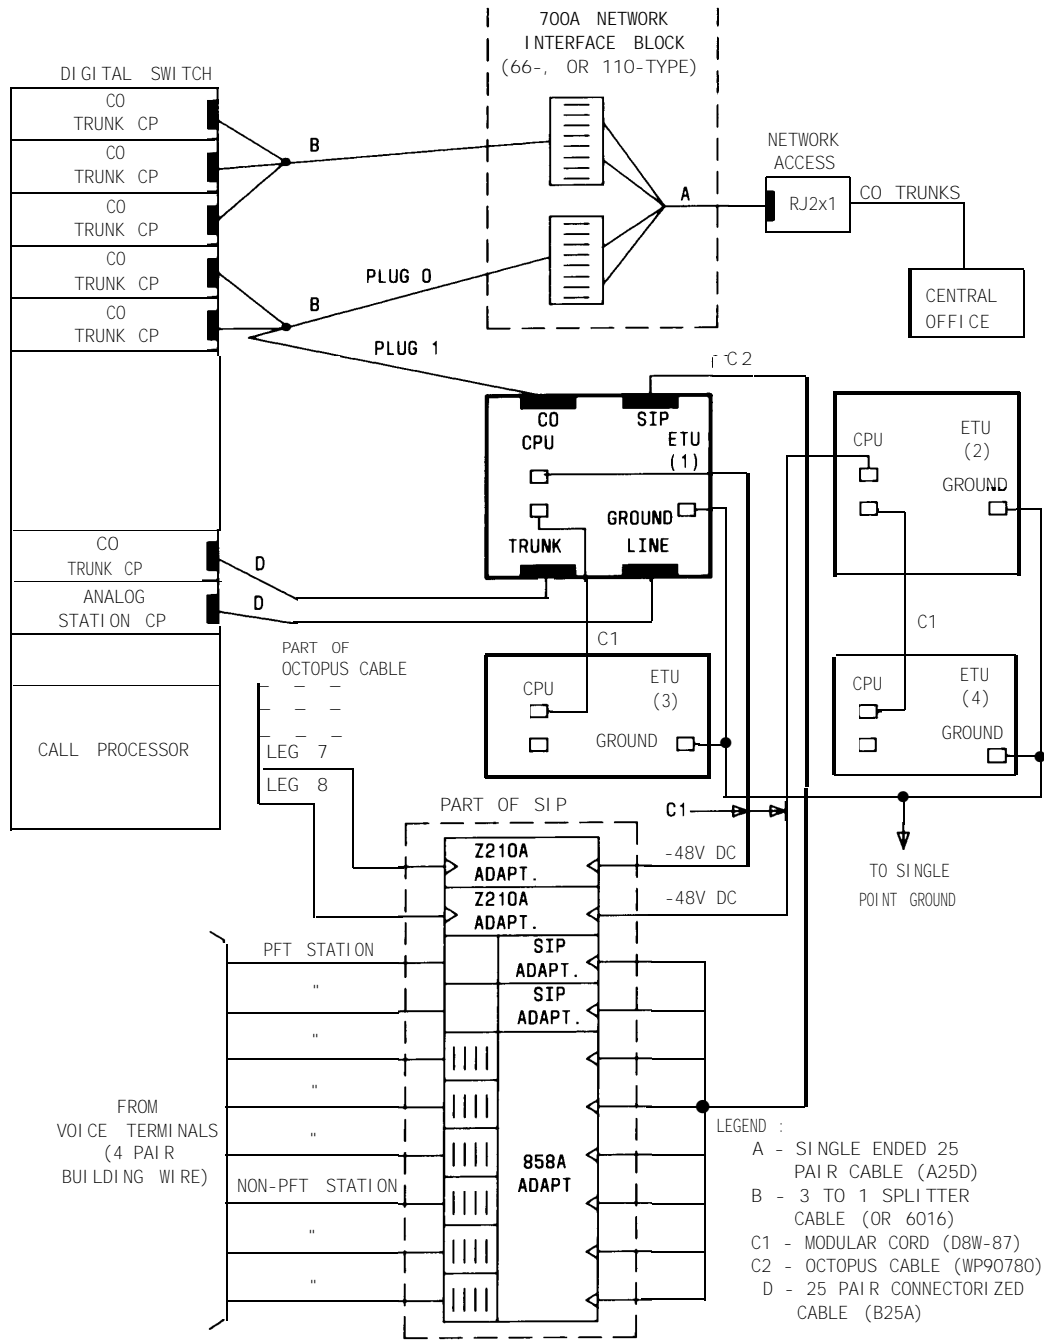 700A NETWORK
INTERFACE BLOCK
(66-, OR 110-TYPE)
DIGITAL SWITCH
CO
TRUNK CP
CO
TRUNK CP
CO
TRUNK CP
CO
TRUNK CP
CO
TRUNK CP
B
A
NETWORK
ACCESS
RJ2x1
CO TRUNKS
CENTRAL
OFFICE
PLUG 0
B
PLUG 1
C2
CO
SIP
CPU
ETU
(1)
GROUND
TRUNK
LINE
CPU
ETU
(2)
GROUND
CO
TRUNK CP
D
ANALOG
STATION CP
D
CALL PROCESSOR
PART OF
OCTOPUS CABLE
LEG 7
LEG 8
C1
CPU
ETU
(3)
GROUND
C1
CPU
ETU
(4)
GROUND
PART OF SIP
C1
Z210A
ADAPT.
-48V DC
Z210A
ADAPT.
-48V DC
TO SINGLE
POINT GROUND
PFT STATION
SIP
ADAPT.
"
SIP
ADAPT.
"
"
"
NON-PFT STATION
"
"
FROM
VOICE TERMINALS
(4 PAIR
BUILDING WIRE)
858A
ADAPT
LEGEND :
A - SINGLE ENDED 25
PAIR CABLE (A25D)
B - 3 TO 1 SPLITTER
CABLE (OR 6016)
C1 - MODULAR CORD (D8W-87)
C2 - OCTOPUS CABLE (WP90780)
D - 25 PAIR CONNECTORIZED
CABLE (B25A)